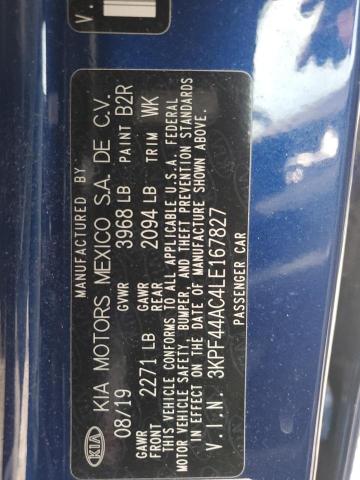 V.
MANUFACTURED BY
KIA KIA MOTORS MEXICO S.A. DE C.V.
08/19 GVWR 3968 LB PAINT B2R
GAWR FRONT 2271 LB GAWR REAR 2094 LB TRIM WK
THIS VEHICLE CONFORMS TO ALL APPLICABLE U.S.A. FEDERAL
MOTOR VEHICLE SAFETY, BUMPER, AND THEFT PREVENTION STANDARDS
IN EFFECT ON THE DATE OF MANUFACTURE SHOWN ABOVE.
V.I.N. 3KPF44AC4LE167827
PASSENGER CAR